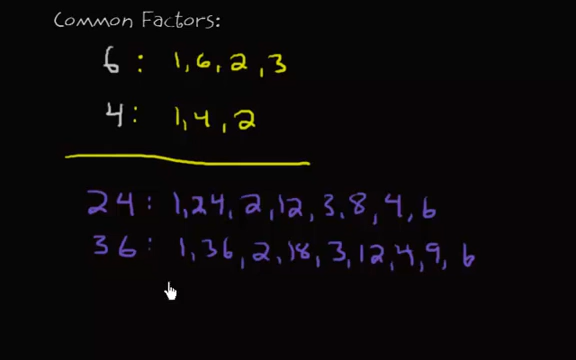 Common Factors:
6: 1, 6, 2, 3
4: 1, 4, 2
24: 1, 24, 2, 12, 3, 8, 4, 6
36: 1, 36, 2, 18, 3, 12, 4, 9, 6